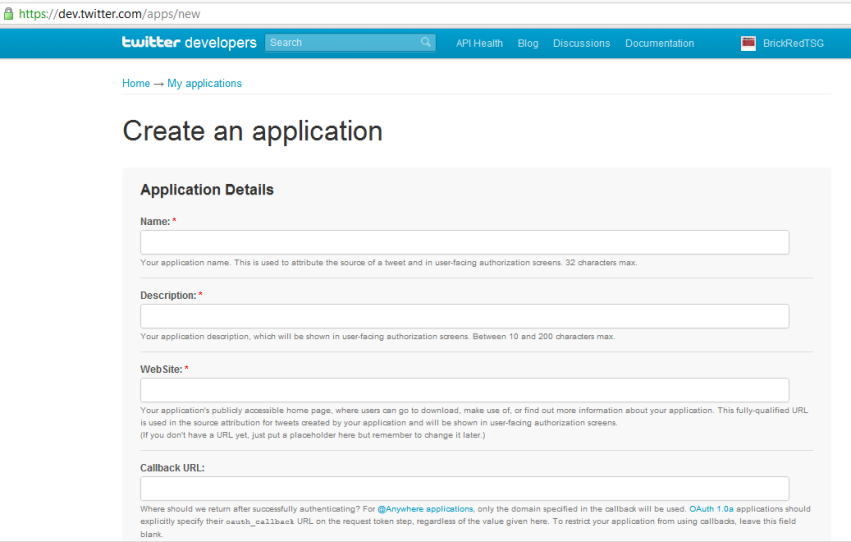 https://dev.twitter.com/apps/new
twitter developers Search API Health Blog Discussions Documentation BrickRedTSG
Home → My applications
Create an application
Application Details
Name: *
Your application name. This is used to attribute the source of a tweet and in user-facing authorization screens. 32 characters max.
Description: *
Your application description, which will be shown in user-facing authorization screens. Between 10 and 200 characters max.
WebSite: *
Your application's publicly accessible home page, where users can go to download, make use of, or find out more information about your application. This fully-qualified URL
is used in the source attribution for tweets created by your application and will be shown in user-facing authorization screens.
(If you don't have a URL yet, just put a placeholder here but remember to change it later.)
Callback URL:
Where should we return after successfully authenticating? For @Anywhere applications, only the domain specified in the callback will be used. OAuth 1.0a applications should
explicitly specify their oauth_callback URL on the request token step, regardless of the value given here. To restrict your application from using callbacks, leave this field
blank.